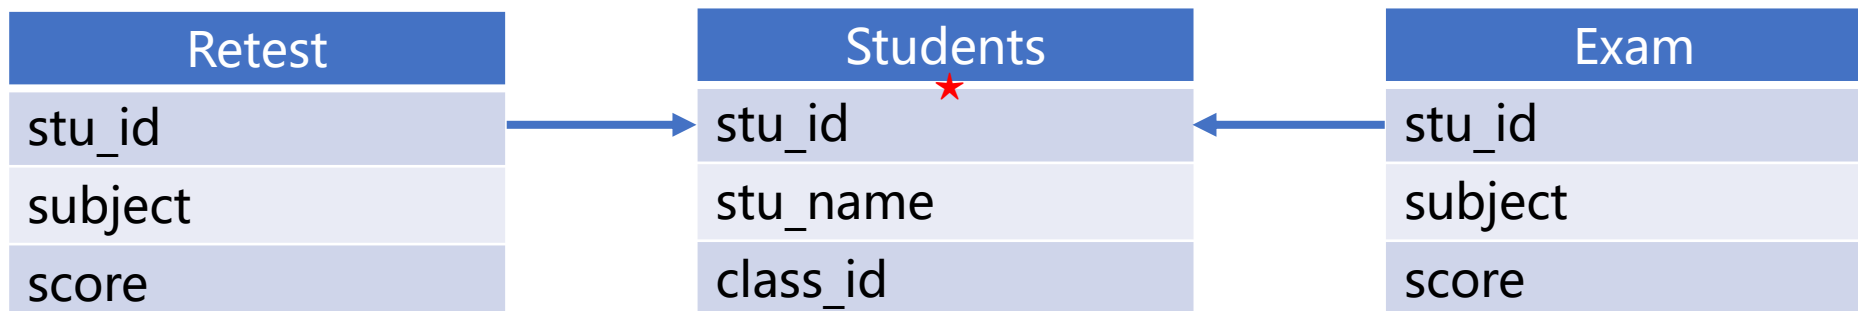 Retest
stu_id
subject
score
Students
stu_id
stu_name
class_id
Exam
stu_id
subject
score